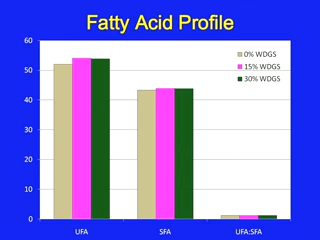 Fatty Acid Profile
60
50
40
30
20
10
0
0% WDGS
15% WDGS
30% WDGS
UFA SFA UFA:SFA